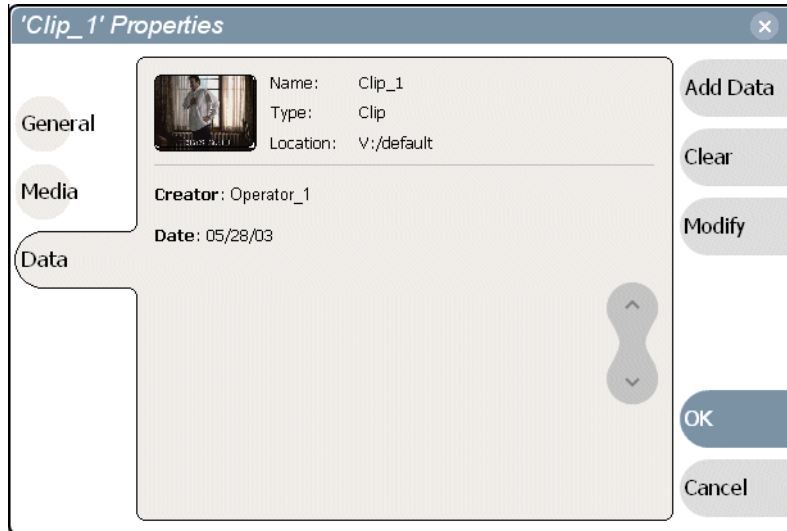 'Clip_1' Properties
General
Media
Data
Name: Clip_1
Type: Clip
Location: V:/default
Creator: Operator_1
Date: 05/28/03
Add Data
Clear
Modify
OK
Cancel